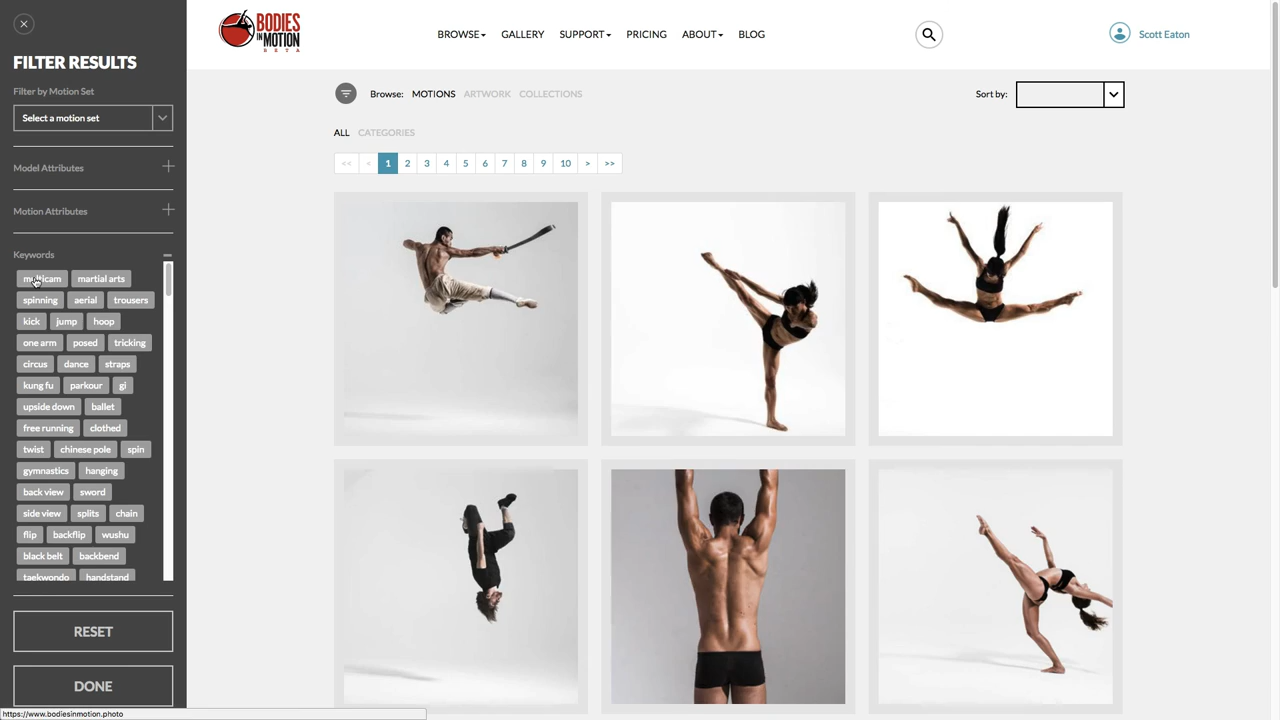 FILTER RESULTS
Filter by Motion Set
Select a motion set
Model Attributes
Motion Attributes
Keywords
multicam martial arts
spinning aerial trousers
kick jump hoop
one arm posed tricking
circus dance straps
kung fu parkour gi
upside down ballet
free running clothed
twist chinese pole spin
gymnastics hanging
back view sword
side view splits chain
flip backflip wushu
black belt backbend
taekwondo handstand
RESET
DONE
https://www.bodiesinmotion.photo
BODIES
IN MOTION
BETA
BROWSE GALLERY SUPPORT PRICING ABOUT BLOG
Scott Eaton
Browse: MOTIONS ARTWORK COLLECTIONS
Sort by:
ALL CATEGORIES
<< < 1 2 3 4 5 6 7 8 9 10 > >>